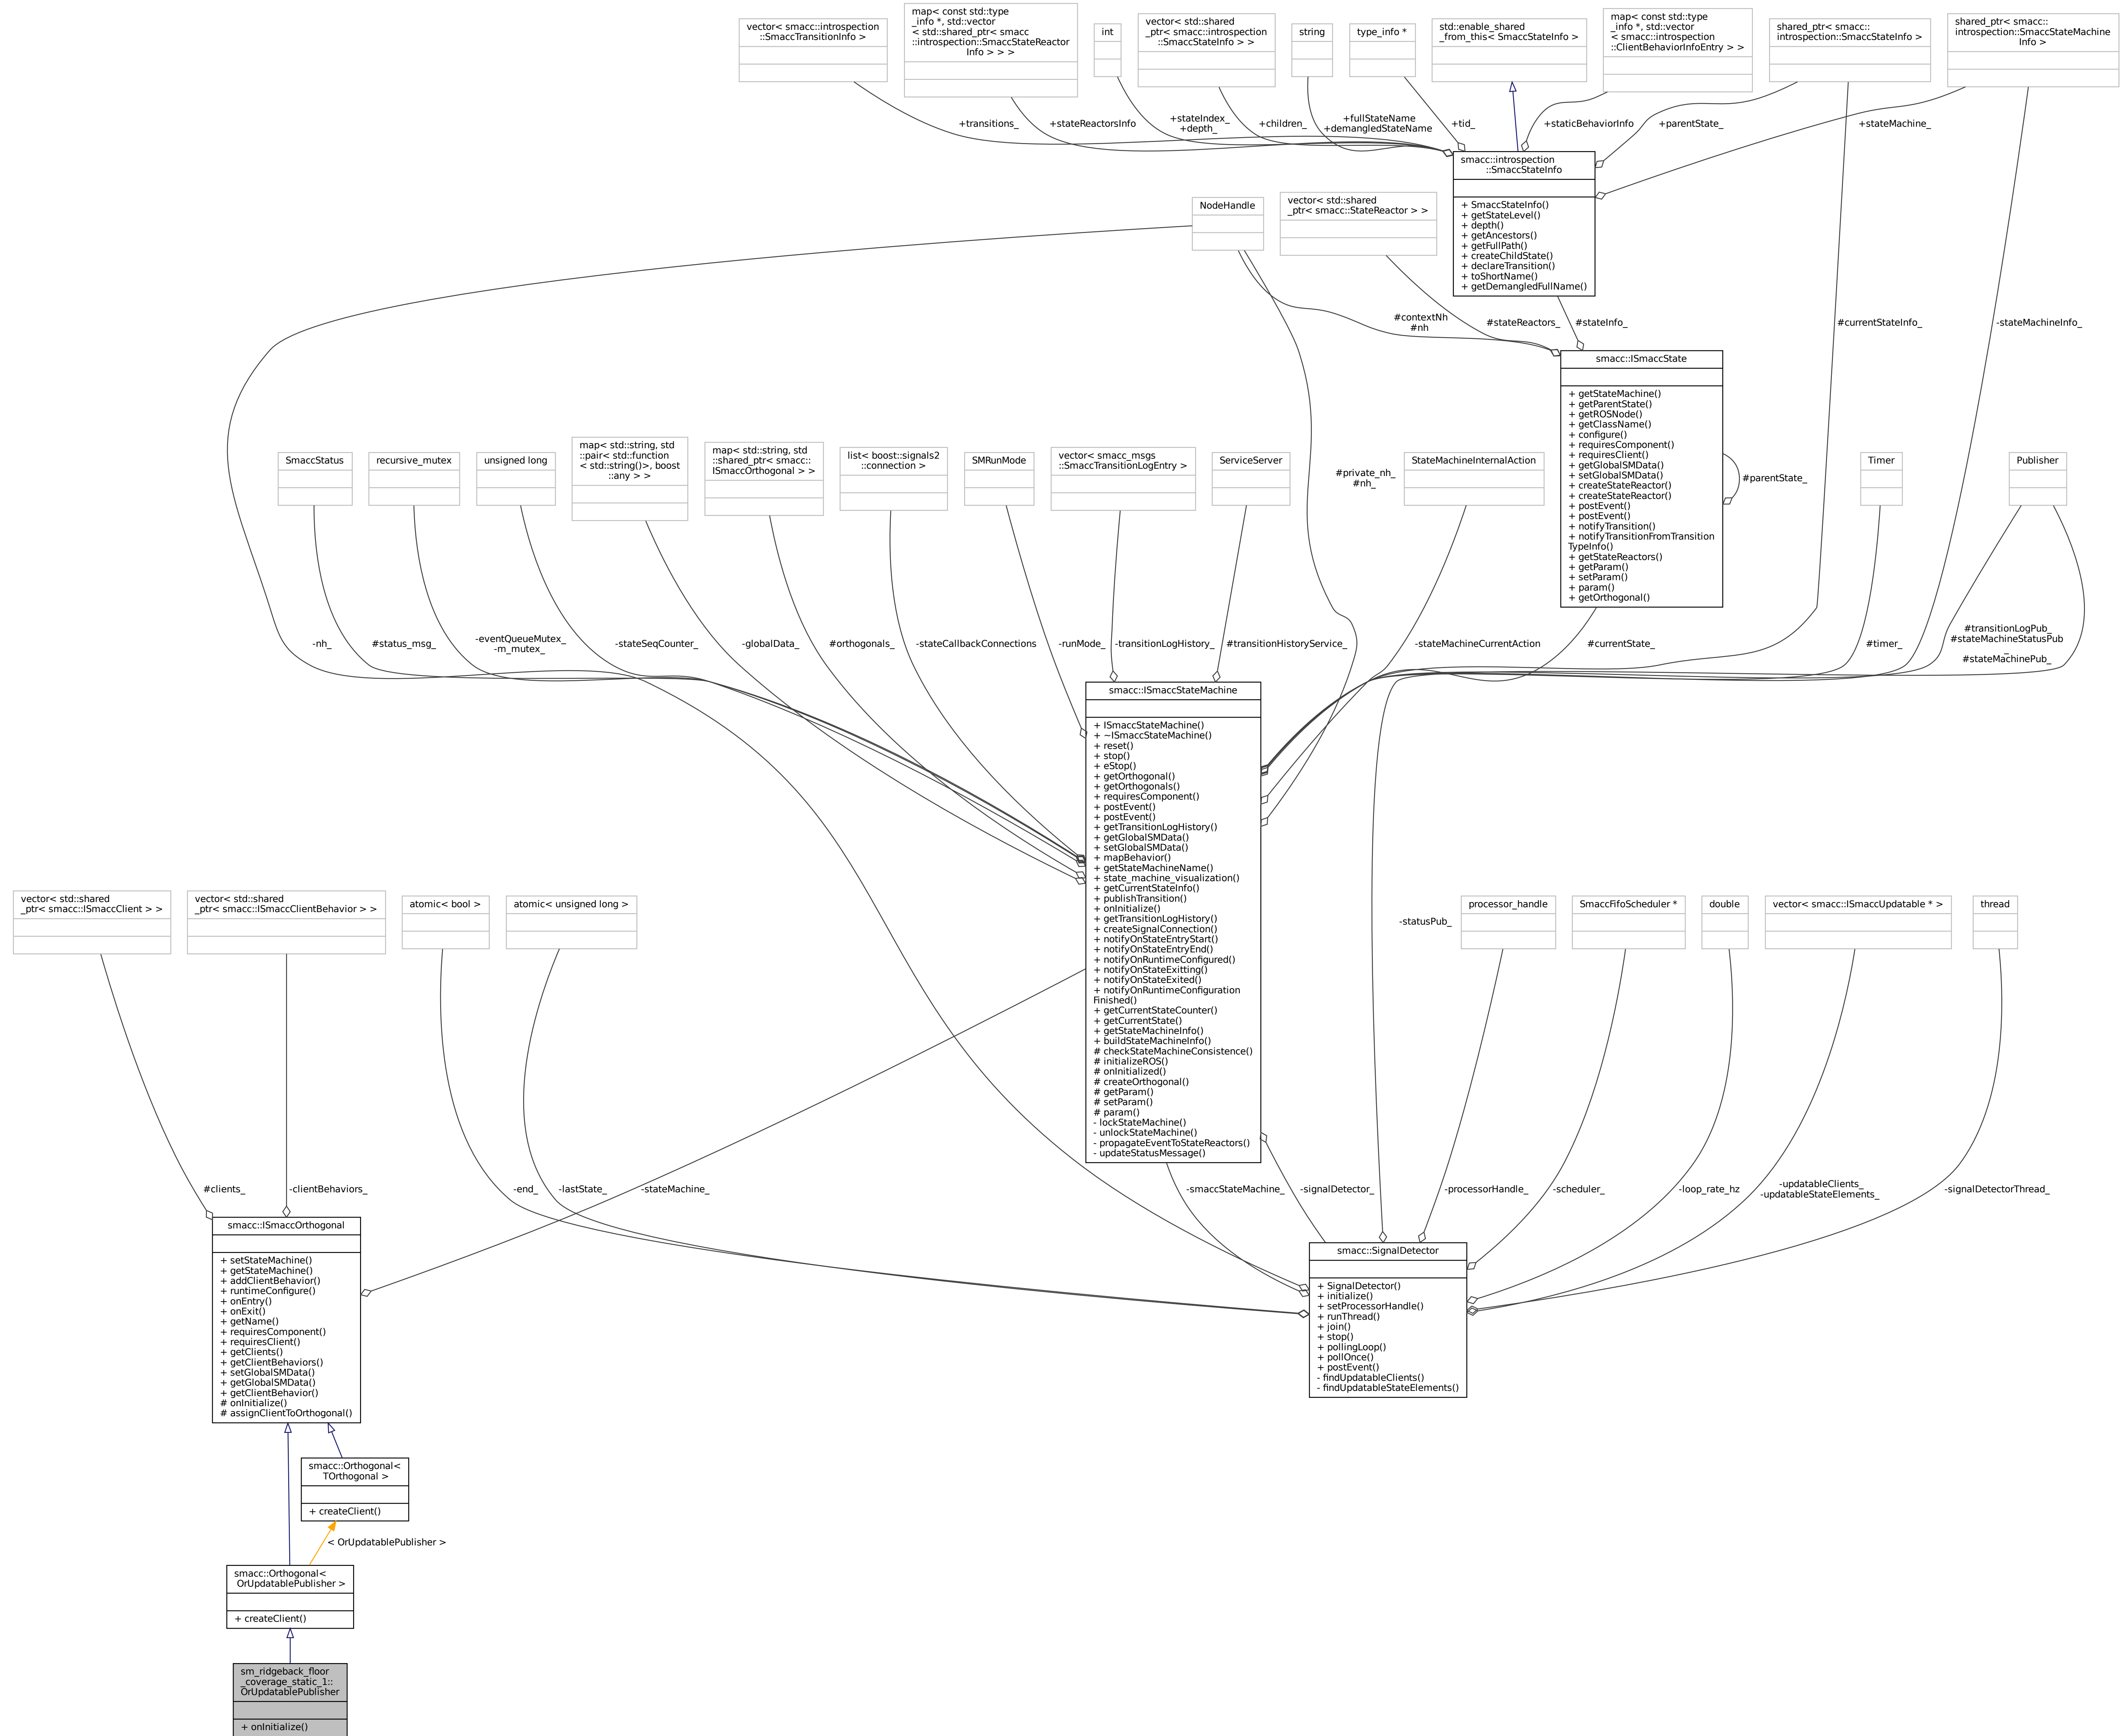 vector< smacc::introspection
::SmaccTransitionInfo >
map< const std::type
_info *, std::vector
< std::shared_ptr< smacc
::introspection::SmaccStateReactor
Info > > >
int
vector< std::shared
_ptr< smacc::introspection
::SmaccStateInfo > >
string
type_info *
std::enable_shared
_from_this< SmaccStateInfo >
map< const std::type
_info *, std::vector
< smacc::introspection
::ClientBehaviorInfoEntry > >
shared_ptr< smacc::
introspection::SmaccStateInfo >
shared_ptr< smacc::
introspection::SmaccStateMachine
Info >
+transitions_
+stateReactorsInfo
+stateIndex_
+depth_
+children_
+fullStateName
+demangledStateName
+tid_
+staticBehaviorInfo
+parentState_
+stateMachine_
smacc::introspection
::SmaccStateInfo
+ SmaccStateInfo()
+ getStateLevel()
+ depth()
+ getAncestors()
+ getFullPath()
+ createChildState()
+ declareTransition()
+ toShortName()
+ getDemangledFullName()
NodeHandle
vector< std::shared
_ptr< smacc::StateReactor > >
#contextNh
#nh
#stateReactors_
#stateInfo_
#currentStateInfo_
-stateMachineInfo_
smacc::ISmaccState
+ getStateMachine()
+ getParentState()
+ getROSNode()
+ getClassName()
+ configure()
+ requiresComponent()
+ requiresClient()
+ getGlobalSMData()
+ setGlobalSMData()
+ createStateReactor()
+ createStateReactor()
+ postEvent()
+ postEvent()
+ notifyTransition()
+ notifyTransitionFromTransition
TypeInfo()
+ getStateReactors()
+ getParam()
+ setParam()
+ param()
+ getOrthogonal()
#parentState_
SmaccStatus
recursive_mutex
unsigned long
map< std::string, std
::pair< std::function
< std::string()>, boost
::any > >
map< std::string, std
::shared_ptr< smacc::
ISmaccOrthogonal > >
list< boost::signals2
::connection >
SMRunMode
vector< smacc_msgs
::SmaccTransitionLogEntry >
ServiceServer
#private_nh_
#nh_
StateMachineInternalAction
Timer
Publisher
-nh_
#status_msg_
-eventQueueMutex_
-m_mutex_
-stateSeqCounter_
-globalData_
#orthogonals_
-stateCallbackConnections
-runMode_
-transitionLogHistory_
#transitionHistoryService_
-stateMachineCurrentAction
#currentState_
#timer_
#transitionLogPub_
#stateMachineStatusPub
_
#stateMachinePub_
smacc::ISmaccStateMachine
+ ISmaccStateMachine()
+ ~ISmaccStateMachine()
+ reset()
+ stop()
+ eStop()
+ getOrthogonal()
+ getOrthogonals()
+ requiresComponent()
+ postEvent()
+ postEvent()
+ getTransitionLogHistory()
+ getGlobalSMData()
+ setGlobalSMData()
+ mapBehavior()
+ getStateMachineName()
+ state_machine_visualization()
+ getCurrentStateInfo()
+ publishTransition()
+ onInitialize()
+ getTransitionLogHistory()
+ createSignalConnection()
+ notifyOnStateEntryStart()
+ notifyOnStateEntryEnd()
+ notifyOnRuntimeConfigured()
+ notifyOnStateExitting()
+ notifyOnStateExited()
+ notifyOnRuntimeConfiguration
Finished()
+ getCurrentStateCounter()
+ getCurrentState()
+ getStateMachineInfo()
+ buildStateMachineInfo()
# checkStateMachineConsistence()
# initializeROS()
# onInitialized()
# createOrthogonal()
# getParam()
# setParam()
# param()
- lockStateMachine()
- unlockStateMachine()
- propagateEventToStateReactors()
- updateStatusMessage()
vector< std::shared
_ptr< smacc::ISmaccClient > >
vector< std::shared
_ptr< smacc::ISmaccClientBehavior > >
atomic< bool >
atomic< unsigned long >
-statusPub_
processor_handle
SmaccFifoScheduler *
double
vector< smacc::ISmaccUpdatable * >
thread
#clients_
-clientBehaviors_
-end_
-lastState_
-stateMachine_
-smaccStateMachine_
-signalDetector_
-processorHandle_
-scheduler_
-loop_rate_hz
-updatableClients_
-updatableStateElements_
-signalDetectorThread_
smacc::ISmaccOrthogonal
+ setStateMachine()
+ getStateMachine()
+ addClientBehavior()
+ runtimeConfigure()
+ onEntry()
+ onExit()
+ getName()
+ requiresComponent()
+ requiresClient()
+ getClients()
+ getClientBehaviors()
+ setGlobalSMData()
+ getGlobalSMData()
+ getClientBehavior()
# onInitialize()
# assignClientToOrthogonal()
smacc::SignalDetector
+ SignalDetector()
+ initialize()
+ setProcessorHandle()
+ runThread()
+ join()
+ stop()
+ pollingLoop()
+ pollOnce()
+ postEvent()
- findUpdatableClients()
- findUpdatableStateElements()
smacc::Orthogonal<
TOrthogonal >
+ createClient()
< OrUpdatablePublisher >
smacc::Orthogonal<
OrUpdatablePublisher >
+ createClient()
sm_ridgeback_floor
_coverage_static_1::
OrUpdatablePublisher
+ onInitialize()